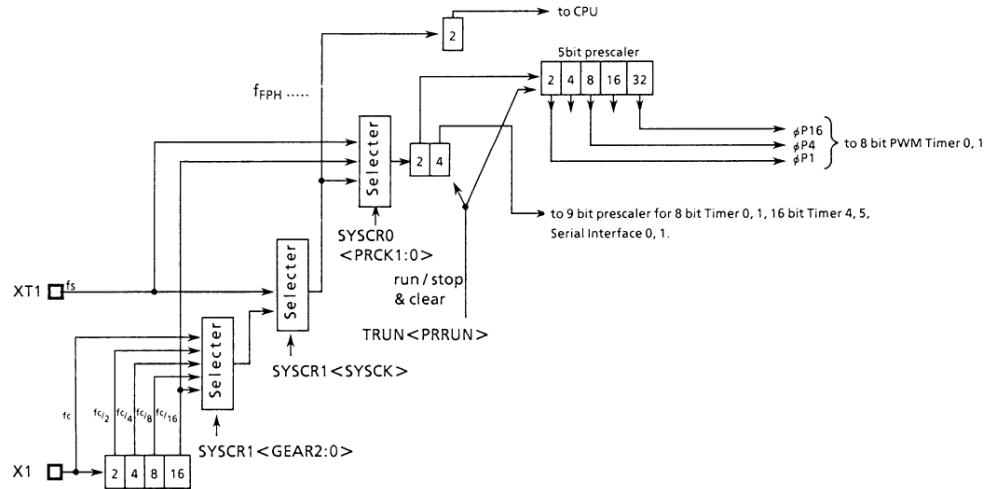 to CPU
2
5bit prescaler
2 4 8 16 32
fFPH .....
φP16
φP4
φP1
to 8 bit PWM Timer 0, 1
Selecter
2 4
to 9 bit prescaler for 8 bit Timer 0, 1, 16 bit Timer 4, 5,
Serial Interface 0, 1.
SYSCR0
<PRCK1:0>
run / stop
& clear
TRUN<PRRUN>
XT1
fs
Selecter
SYSCR1<SYSCK>
Selecter
fc
fc/2
fc/4
fc/8
fc/16
SYSCR1<GEAR2:0>
X1
2 4 8 16